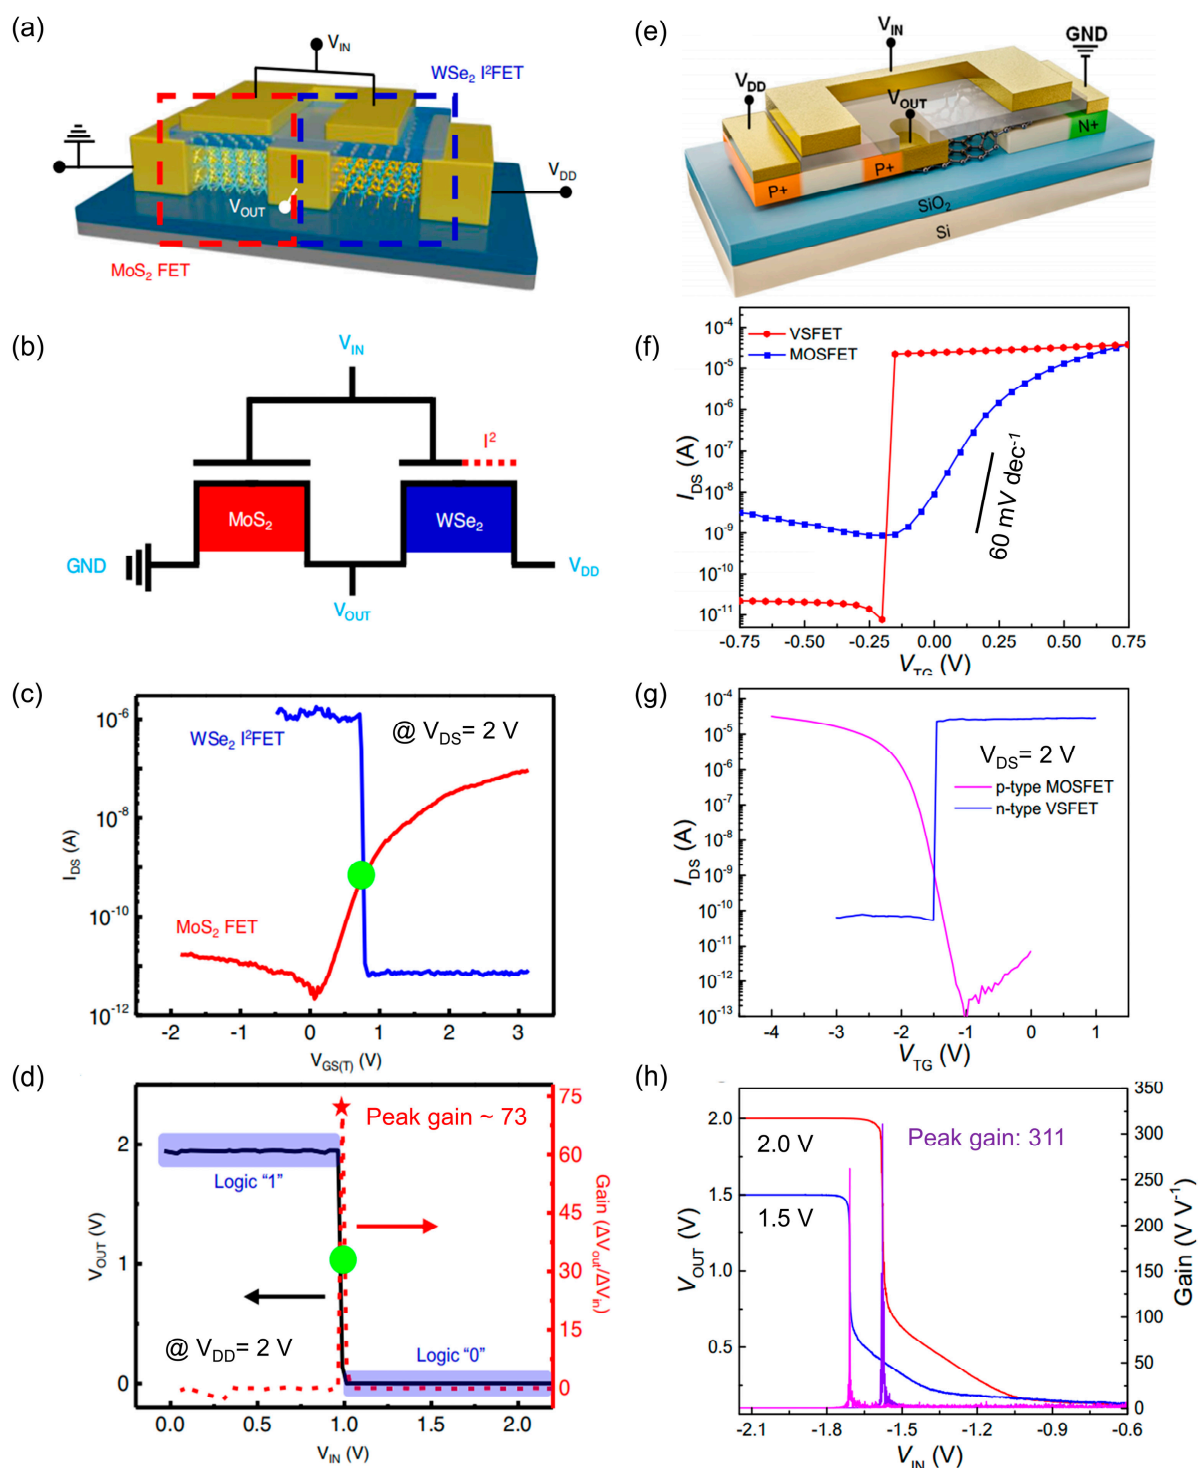 (a)
V_IN
WSe₂ I²FET
V_DD
V_OUT
MoS₂ FET
(e)
V_IN
GND
V_DD
V_OUT
N+
P+
P+
SiO₂
Si
(b)
V_IN
I²
MoS₂
WSe₂
GND
V_DD
V_OUT
(f)
VSFET
MOSFET
60 mV dec⁻¹
I_DS (A)
10⁻⁴
10⁻⁵
10⁻⁶
10⁻⁷
10⁻⁸
10⁻⁹
10⁻¹⁰
10⁻¹¹
-0.75 -0.50 -0.25 0.00 0.25 0.50 0.75
V_TG (V)
(c)
WSe₂ I²FET
@ V_DS= 2 V
MoS₂ FET
I_DS (A)
10⁻⁶
10⁻⁸
10⁻¹⁰
10⁻¹²
-2 -1 0 1 2 3
V_GS(T) (V)
(g)
V_DS= 2 V
p-type MOSFET
n-type VSFET
I_DS (A)
10⁻⁴
10⁻⁵
10⁻⁶
10⁻⁷
10⁻⁸
10⁻⁹
10⁻¹⁰
10⁻¹¹
10⁻¹²
10⁻¹³
-4 -3 -2 -1 0 1
V_TG (V)
(d)
Peak gain ~ 73
Logic “1”
@ V_DD= 2 V
Logic “0”
V_OUT (V)
2
1
0
Gain (ΔV_out/ΔV_in)
75
60
45
30
15
0
0.0 0.5 1.0 1.5 2.0
V_IN (V)
(h)
2.0 V
Peak gain: 311
1.5 V
V_OUT (V)
2.0
1.5
1.0
0.5
Gain (V V⁻¹)
350
300
250
200
150
100
50
0
-2.1 -1.8 -1.5 -1.2 -0.9 -0.6
V_IN (V)